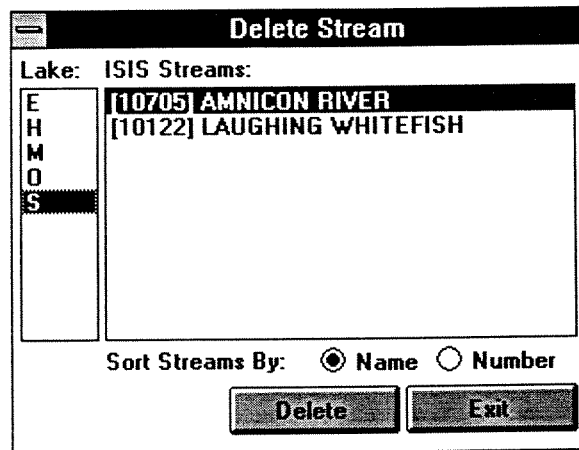 Delete Stream
Lake: ISIS Streams:
E
H
M
O
S
[10705] AMNICON RIVER
[10122] LAUGHING WHITEFISH
Sort Streams By: Name Number
Delete Exit